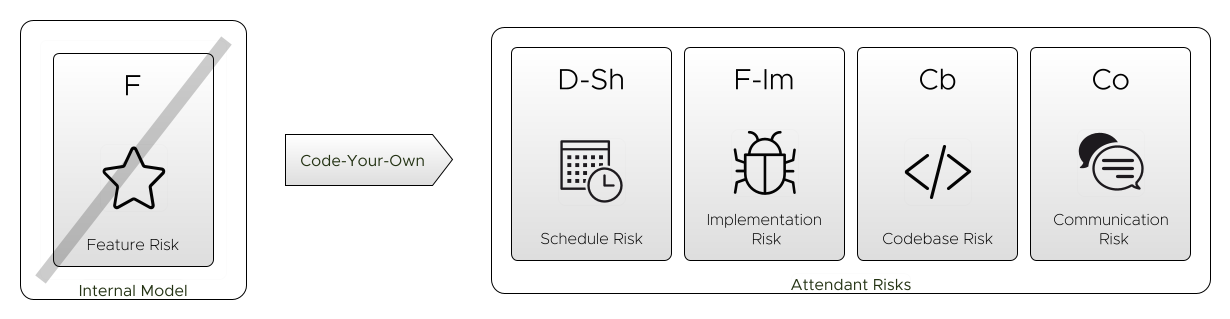 F
Feature Risk
Internal Model
Code-Your-Own
D-Sh
Schedule Risk
F-Im
Implementation
Risk
Cb
Codebase Risk
Co
Communication
Risk
Attendant Risks